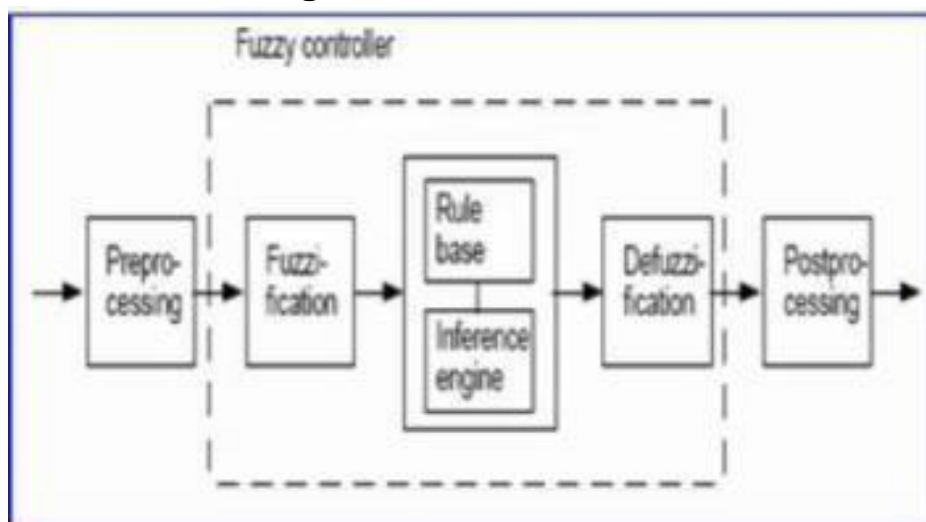 Fuzzy controller
Prepro-
cessing
Fuzzi-
fication
Rule
base
Inference
engine
Defuzzi-
fication
Postpro-
cessing